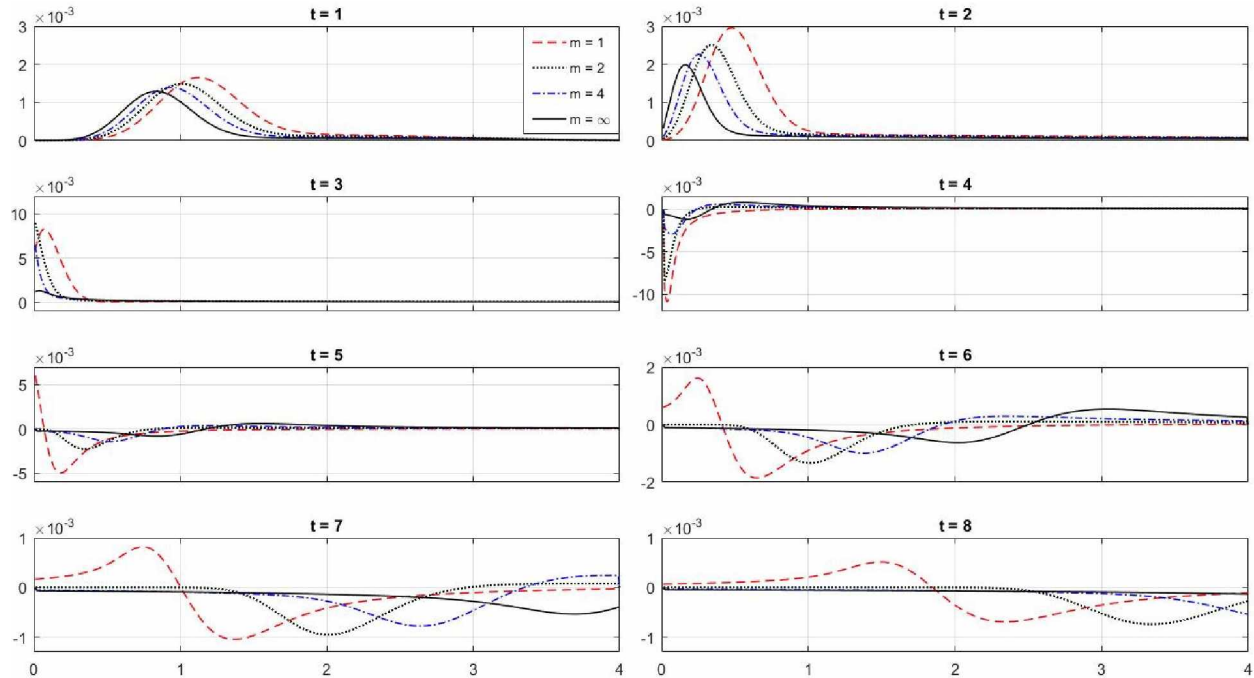 ×10⁻³
t = 1
3
2
1
0
m = 1
m = 2
m = 4
m = ∞
×10⁻³
t = 2
3
2
1
0
×10⁻³
t = 3
10
5
0
×10⁻³
t = 4
0
-5
-10
×10⁻³
t = 5
5
0
-5
×10⁻³
t = 6
2
0
-2
×10⁻³
t = 7
1
0
-1
0 1 2 3 4
×10⁻³
t = 8
1
0
-1
0 1 2 3 4